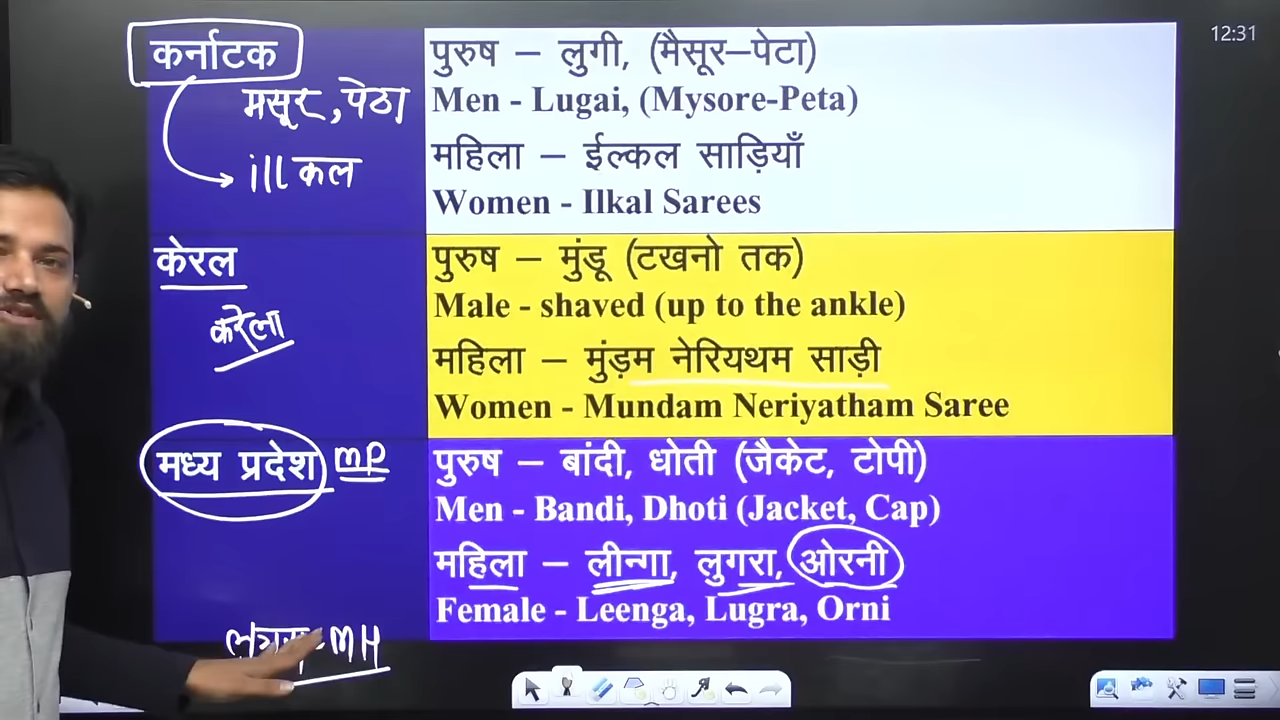 12:31
कर्नाटक
मसूर, पेठा
ill कल
पुरुष – लुगी, (मैसूर–पेटा)
Men - Lugai, (Mysore-Peta)
महिला – ईल्कल साड़ियाँ
Women - Ilkal Sarees
केरल
करेला
पुरुष – मुंडू (टखनो तक)
Male - shaved (up to the ankle)
महिला – मुंड़म नेरियथम साड़ी
Women - Mundam Neriyatham Saree
मध्य प्रदेश mp
पुरुष – बांदी, धोती (जैकेट, टोपी)
Men - Bandi, Dhoti (Jacket, Cap)
महिला – लीन्गा, लुगरा, ओरनी
Female - Leenga, Lugra, Orni
MH